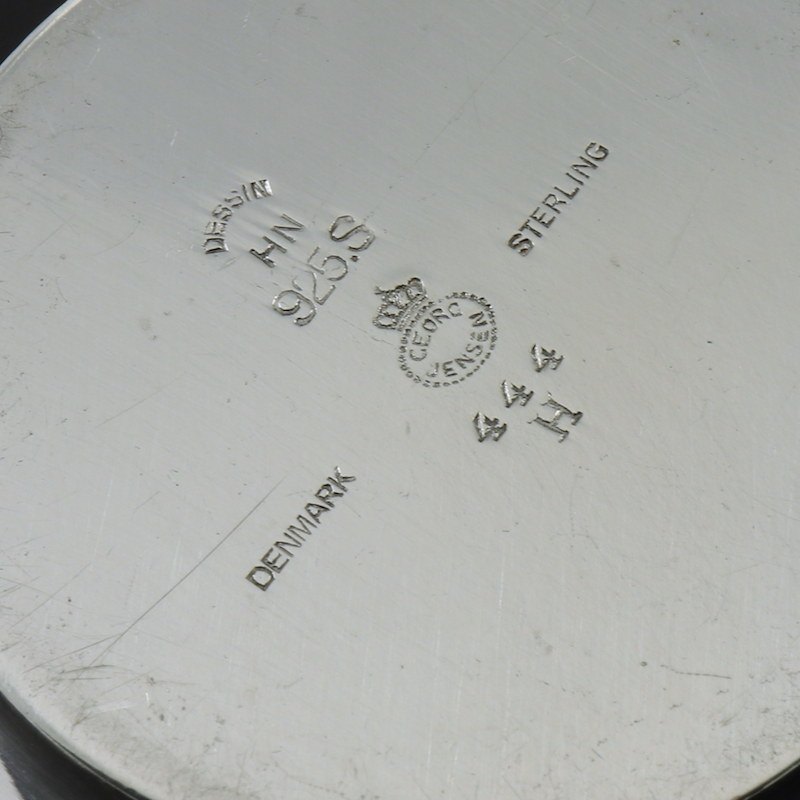 DESSIN
HN
925.S
STERLING
GEORG
JENSEN
444
H
DENMARK